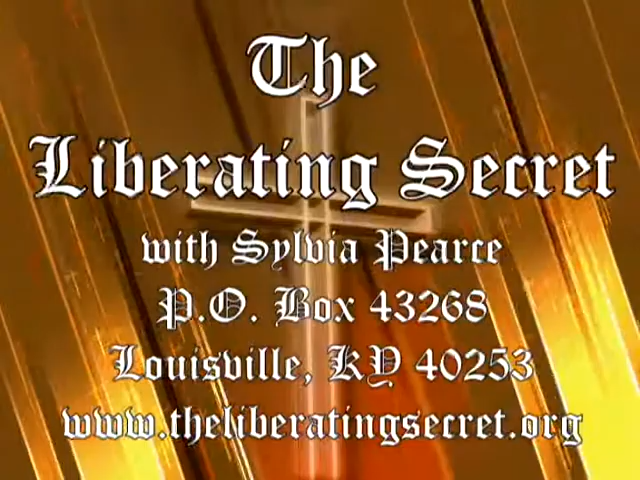 The
Liberating Secret
with Sylvia Pearce
P.O. Box 43268
Louisville, KY 40253
www.theliberatingsecret.org